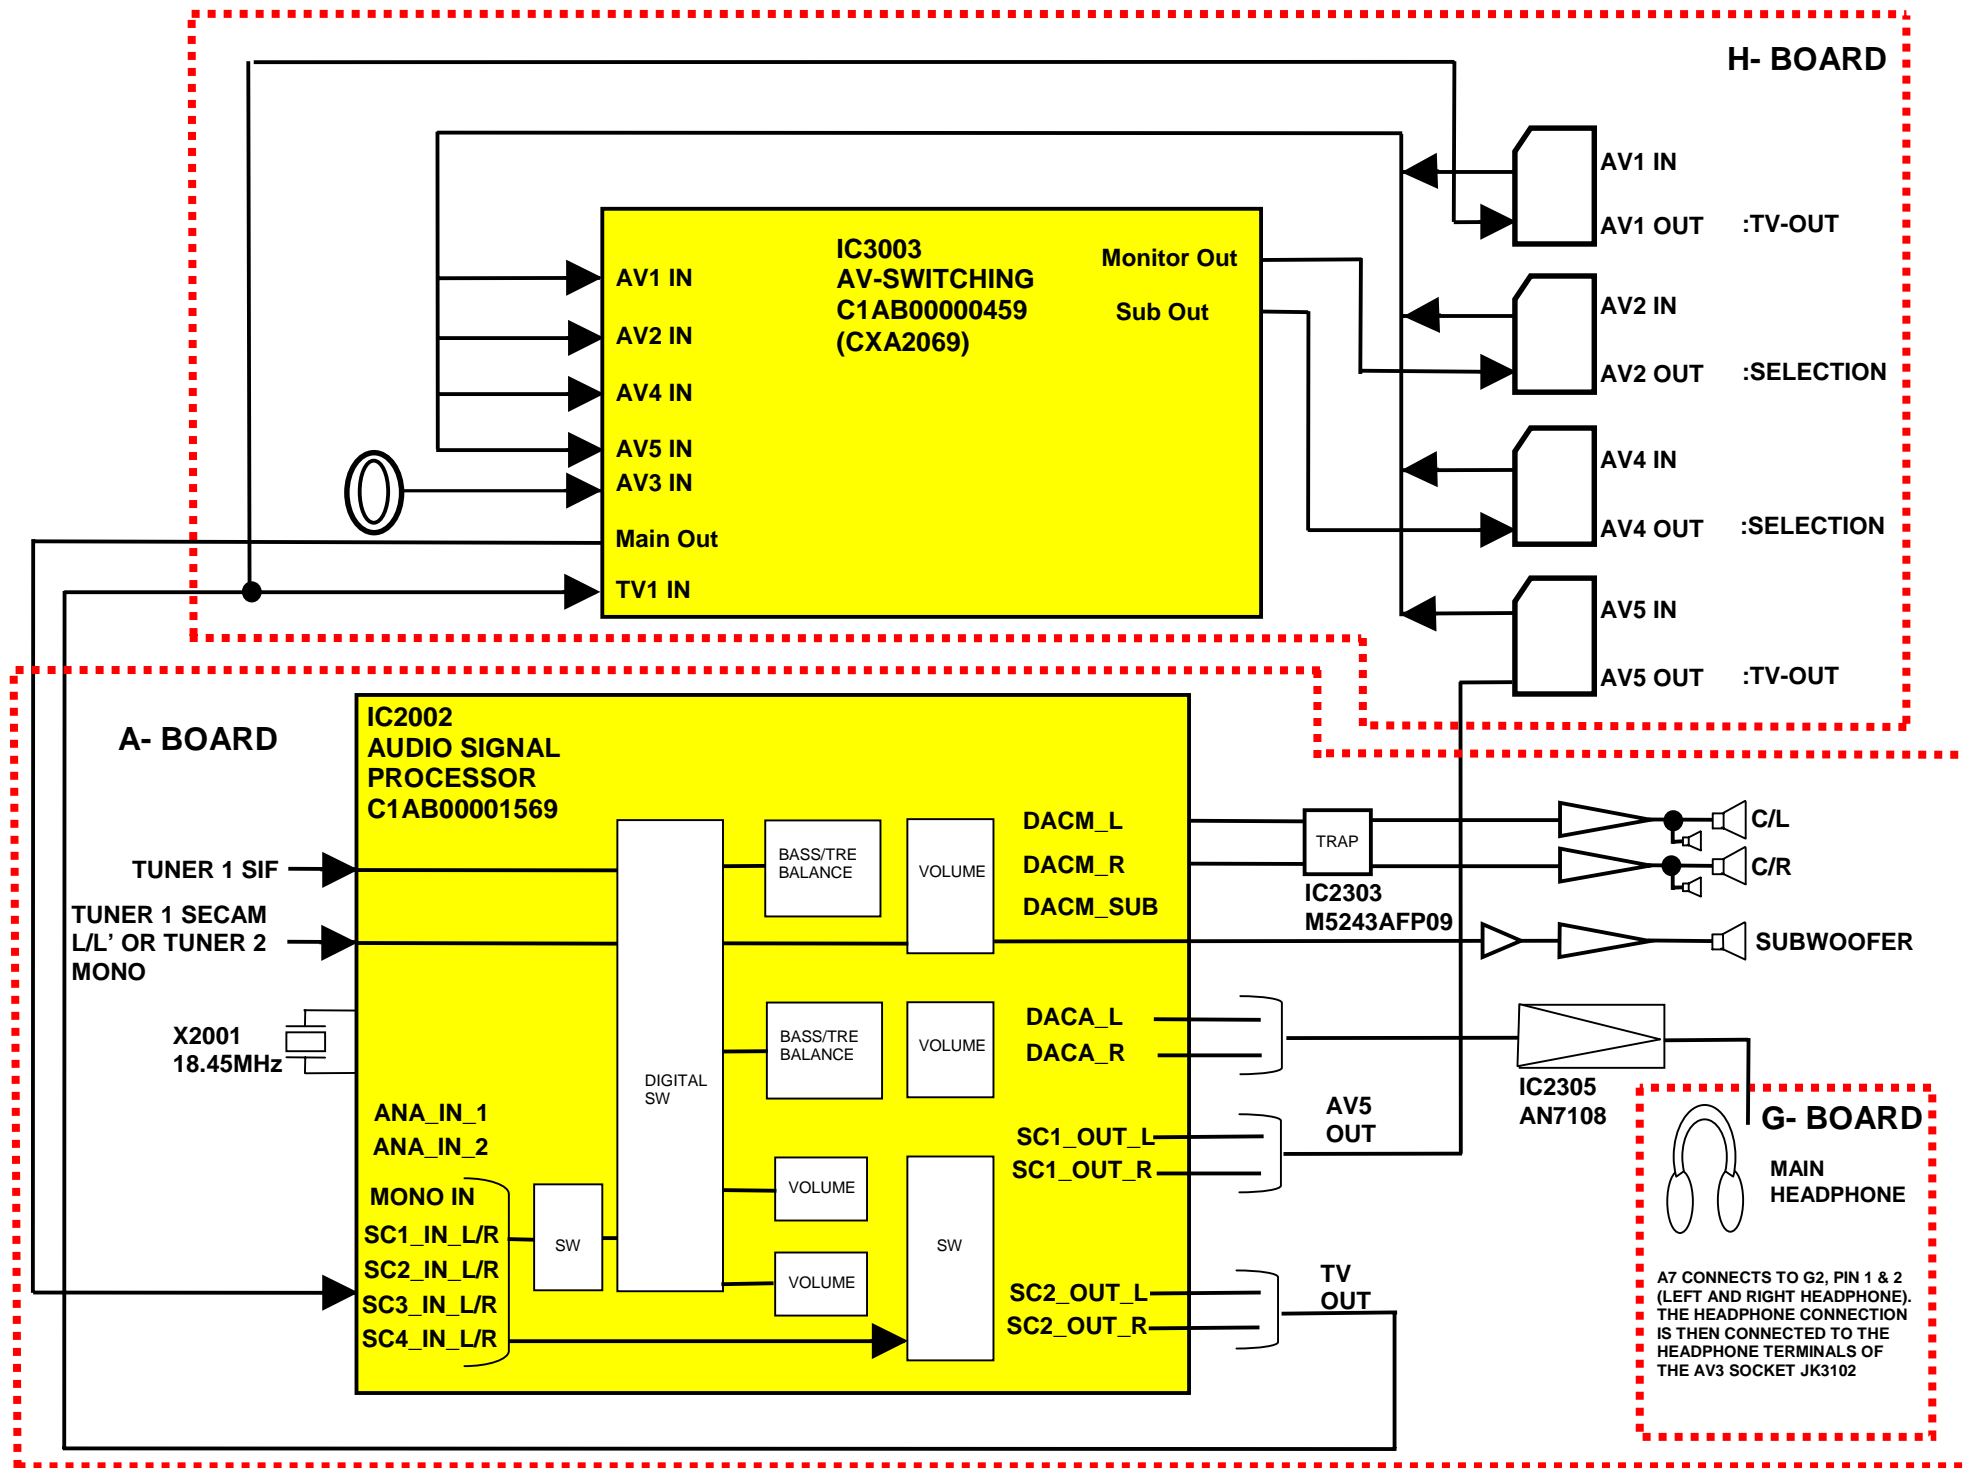 H- BOARD
AV1 IN
AV1 OUT :TV-OUT
IC3003
AV-SWITCHING
C1AB00000459
(CXA2069)
Monitor Out
Sub Out
AV1 IN
AV2 IN
AV4 IN
AV5 IN
AV3 IN
Main Out
TV1 IN
AV2 IN
AV2 OUT :SELECTION
AV4 IN
AV4 OUT :SELECTION
AV5 IN
AV5 OUT :TV-OUT
A- BOARD
IC2002
AUDIO SIGNAL
PROCESSOR
C1AB00001569
TUNER 1 SIF
TUNER 1 SECAM
L/L’ OR TUNER 2
MONO
X2001
18.45MHz
ANA_IN_1
ANA_IN_2
MONO IN
SC1_IN_L/R
SC2_IN_L/R
SC3_IN_L/R
SC4_IN_L/R
SW
DIGITAL
SW
BASS/TRE
BALANCE
VOLUME
BASS/TRE
BALANCE
VOLUME
VOLUME
VOLUME
SW
DACM_L
DACM_R
DACM_SUB
DACA_L
DACA_R
SC1_OUT_L
SC1_OUT_R
SC2_OUT_L
SC2_OUT_R
TRAP
IC2303
M5243AFP09
C/L
C/R
SUBWOOFER
IC2305
AN7108
AV5
OUT
TV
OUT
G- BOARD
MAIN
HEADPHONE
A7 CONNECTS TO G2, PIN 1 & 2
(LEFT AND RIGHT HEADPHONE).
THE HEADPHONE CONNECTION
IS THEN CONNECTED TO THE
HEADPHONE TERMINALS OF
THE AV3 SOCKET JK3102